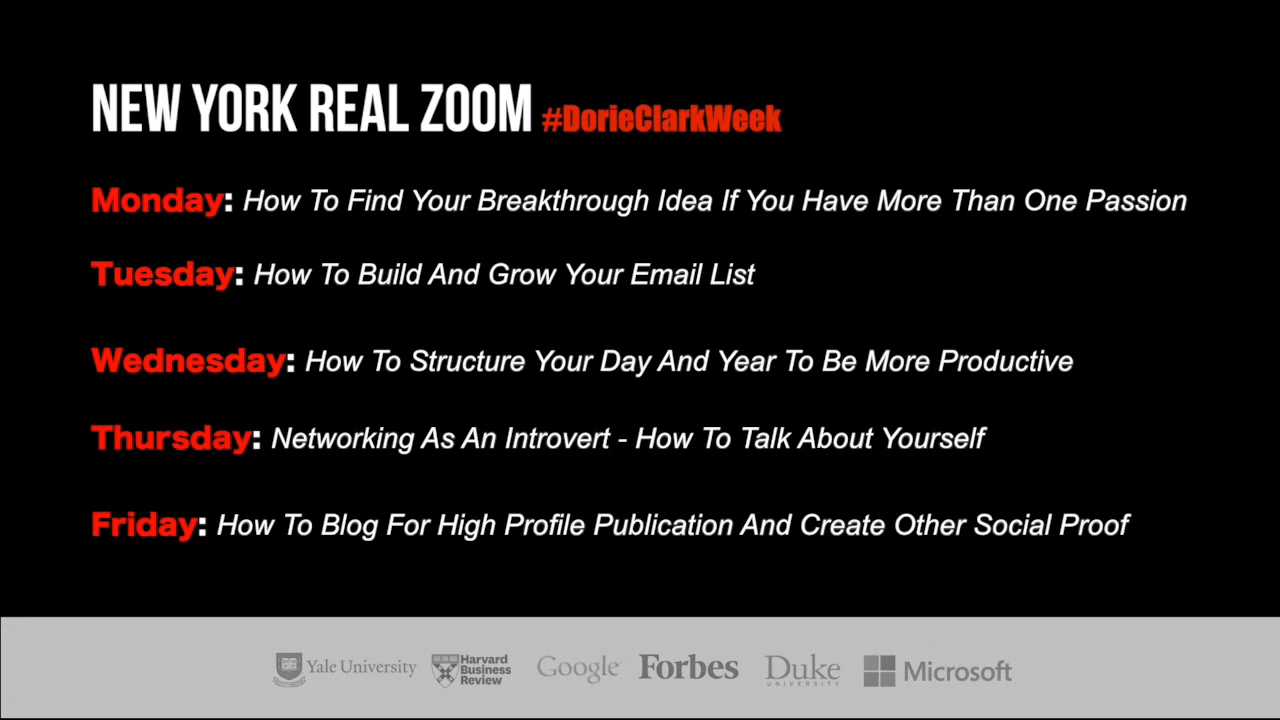 NEW YORK REAL ZOOM #DorieClarkWeek
Monday: How To Find Your Breakthrough Idea If You Have More Than One Passion
Tuesday: How To Build And Grow Your Email List
Wednesday: How To Structure Your Day And Year To Be More Productive
Thursday: Networking As An Introvert - How To Talk About Yourself
Friday: How To Blog For High Profile Publication And Create Other Social Proof
Yale University
Harvard
Business
Review
Google
Forbes
Duke
UNIVERSITY
Microsoft